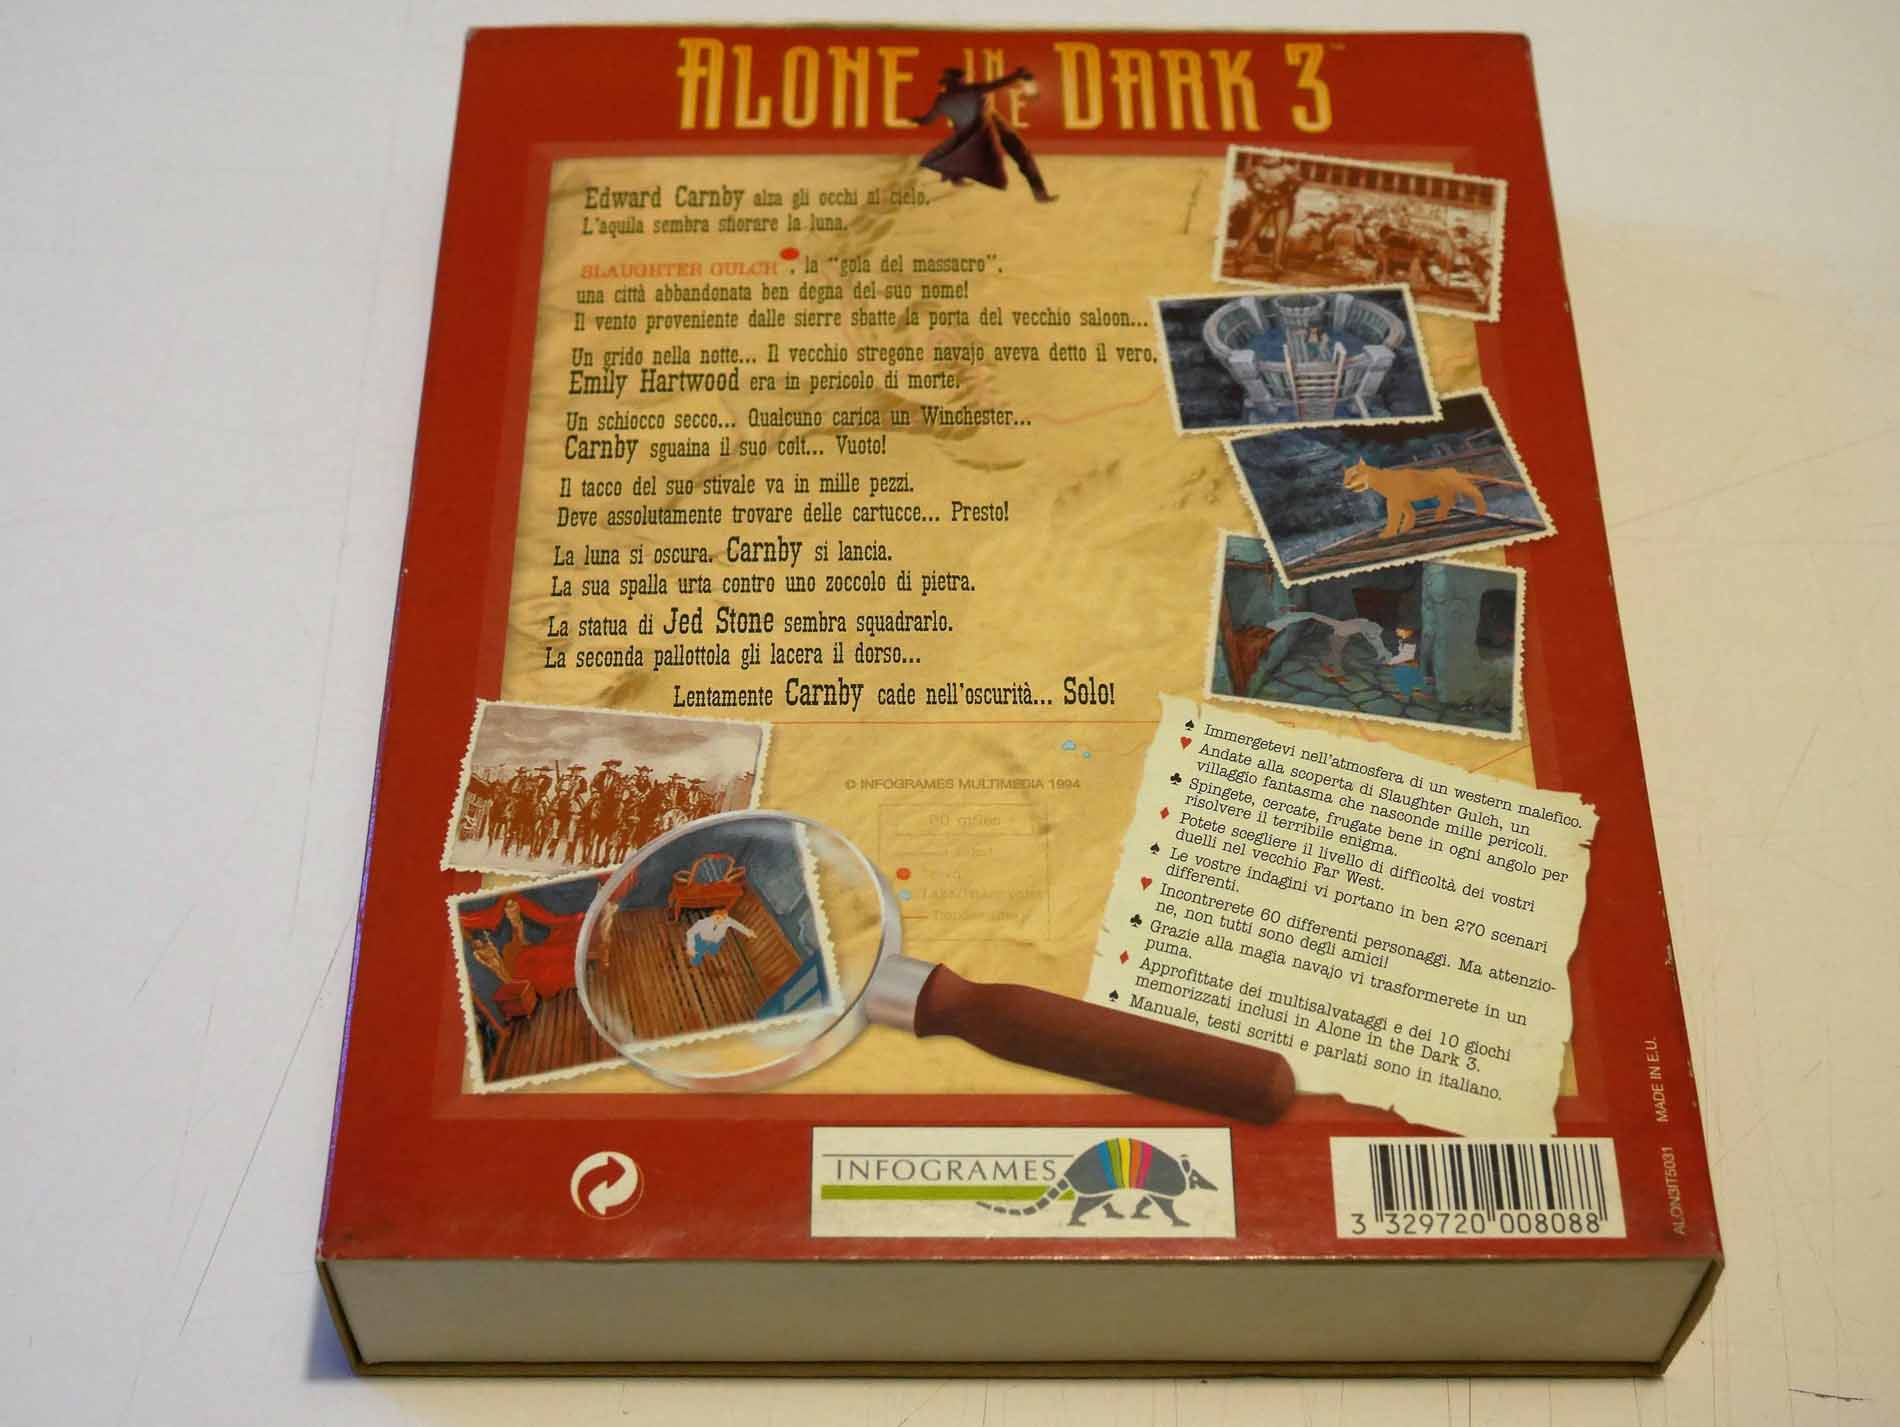 ALONE IN THE DARK 3™
Edward Carnby alza gli occhi al cielo.
L'aquila sembra sfiorare la luna.
SLAUGHTER GULCH, la "gola del massacro",
una città abbandonata ben degna del suo nome!
Il vento proveniente dalle sierre sbatte la porta del vecchio saloon...
Un grido nella notte... Il vecchio stregone navajo aveva detto il vero,
Emily Hartwood era in pericolo di morte.
Un schiocco secco... Qualcuno carica un Winchester...
Carnby sguaina il suo colt... Vuoto!
Il tacco del suo stivale va in mille pezzi.
Deve assolutamente trovare delle cartucce... Presto!
La luna si oscura. Carnby si lancia.
La sua spalla urta contro uno zoccolo di pietra.
La statua di Jed Stone sembra squadrarlo.
La seconda pallottola gli lacera il dorso...
Lentamente Carnby cade nell'oscurità... Solo!
© INFOGRAMES MULTIMEDIA 1994
♠ Immergetevi nell'atmosfera di un western malefico.
♥ Andate alla scoperta di Slaughter Gulch, un
villaggio fantasma che nasconde mille pericoli.
♣ Spingete, cercate, frugate bene in ogni angolo per
risolvere il terribile enigma.
♦ Potete scegliere il livello di difficoltà dei vostri
duelli nel vecchio Far West.
♠ Le vostre indagini vi portano in ben 270 scenari
differenti.
♥ Incontrerete 60 differenti personaggi. Ma attenzio-
ne, non tutti sono degli amici!
♣ Grazie alla magia navajo vi trasformerete in un
puma.
♦ Approfittate dei multisalvataggi e dei 10 giochi
memorizzati inclusi in Alone in the Dark 3.
♠ Manuale, testi scritti e parlati sono in italiano.
INFOGRAMES
3 329720 008088
ALON3IT5031 MADE IN E.U.